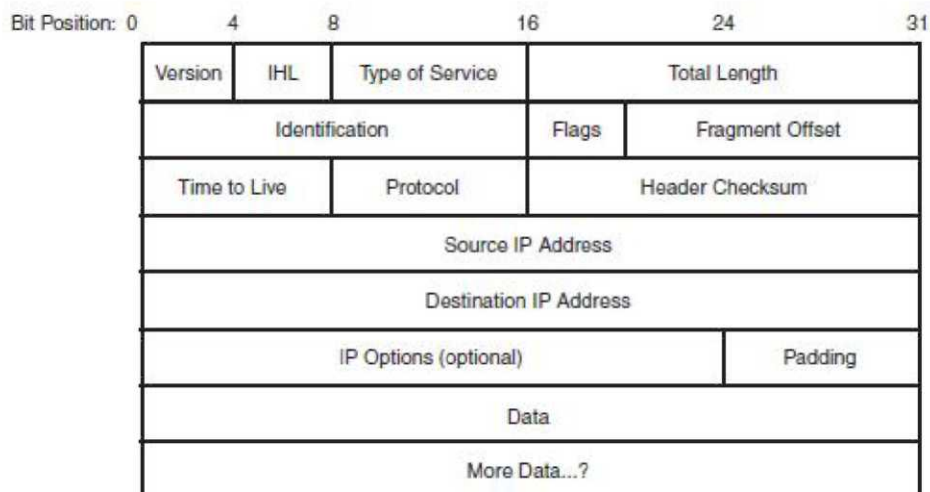 Bit Position: 0 4 8 16 24 31
Version IHL Type of Service Total Length
Identification Flags Fragment Offset
Time to Live Protocol Header Checksum
Source IP Address
Destination IP Address
IP Options (optional) Padding
Data
More Data...?